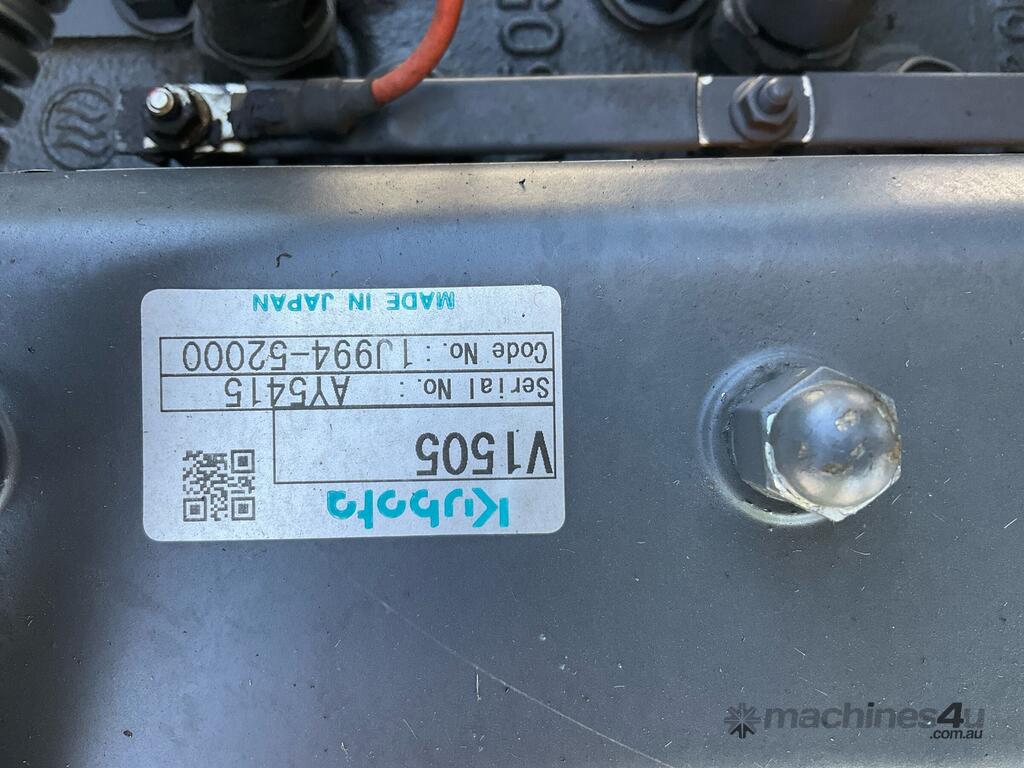 Kubota
V1505
Serial No. : AY5415
Code No. : 1J994-52000
MADE IN JAPAN
machines4u
.com.au